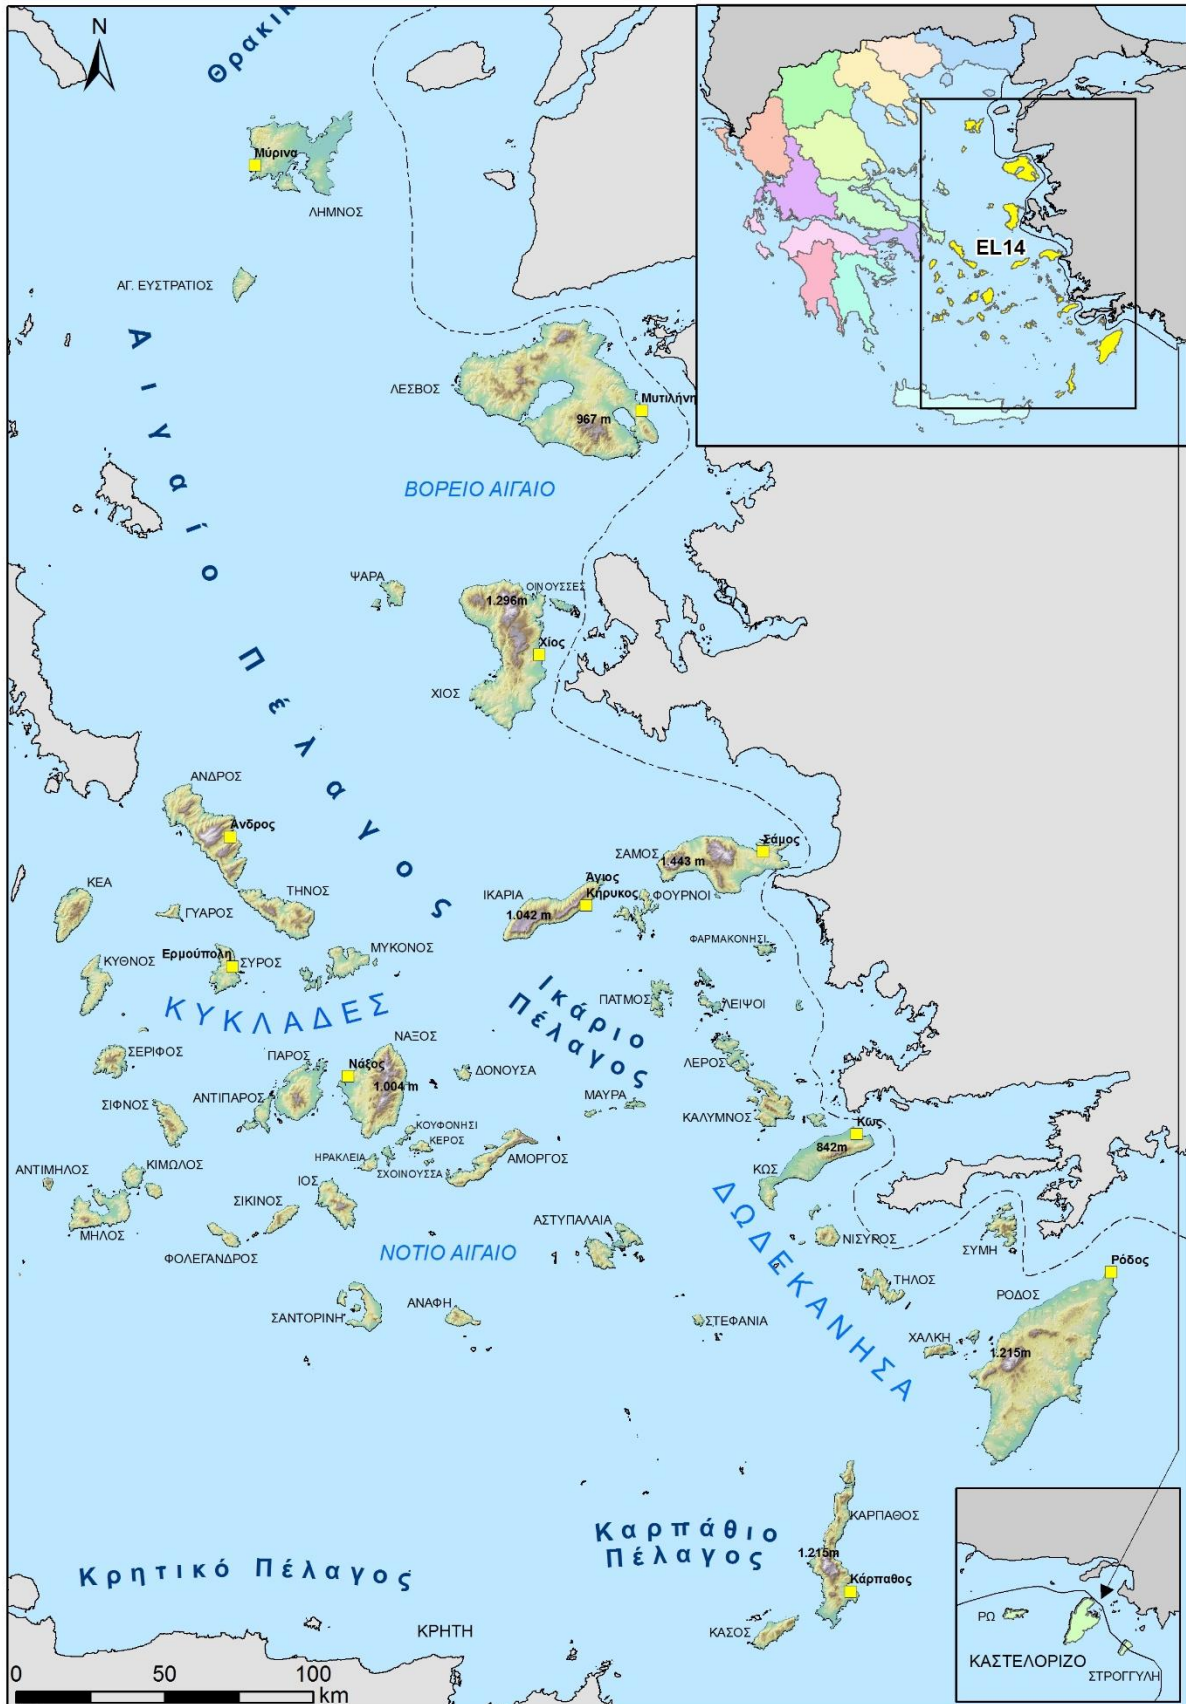 N
Θρακικ
Μύρινα
ΛΗΜΝΟΣ
EL14
ΑΓ. ΕΥΣΤΡΑΤΙΟΣ
Αιγαίο Πέλαγος
ΛΕΣΒΟΣ
Μυτιλήνη
967 m
ΒΟΡΕΙΟ ΑΙΓΑΙΟ
ΨΑΡΑ
ΟΙΝΟΥΣΣΕΣ
1.296m
Χίος
ΧΙΟΣ
ΑΝΔΡΟΣ
Άνδρος
Σάμος
ΣΑΜΟΣ
1.443 m
ΚΕΑ
ΤΗΝΟΣ
ΓΥΑΡΟΣ
ΙΚΑΡΙΑ
Άγιος
Κήρυκος
1.042 m
ΦΟΥΡΝΟΙ
ΦΑΡΜΑΚΟΝΗΣΙ
Ερμούπολη
ΣΥΡΟΣ
ΜΥΚΟΝΟΣ
ΚΥΘΝΟΣ
ΚΥΚΛΑΔΕΣ
Ικάριο
Πέλαγος
ΠΑΤΜΟΣ
ΛΕΙΨΟΙ
ΣΕΡΙΦΟΣ
ΠΑΡΟΣ
ΝΑΞΟΣ
Νάξος
1.004 m
ΔΟΝΟΥΣΑ
ΛΕΡΟΣ
ΣΙΦΝΟΣ
ΑΝΤΙΠΑΡΟΣ
ΜΑΥΡΑ
ΚΑΛΥΜΝΟΣ
ΚΟΥΦΟΝΗΣΙ
ΚΕΡΟΣ
Κως
842m
ΗΡΑΚΛΕΙΑ
ΣΧΟΙΝΟΥΣΣΑ
ΑΜΟΡΓΟΣ
ΚΩΣ
ΑΝΤΙΜΗΛΟΣ
ΚΙΜΩΛΟΣ
ΙΟΣ
ΣΙΚΙΝΟΣ
ΜΗΛΟΣ
ΦΟΛΕΓΑΝΔΡΟΣ
ΝΟΤΙΟ ΑΙΓΑΙΟ
ΑΣΤΥΠΑΛΑΙΑ
ΔΩΔΕΚΑΝΗΣΑ
ΝΙΣΥΡΟΣ
ΣΥΜΗ
ΤΗΛΟΣ
Ρόδος
ΡΟΔΟΣ
ΣΑΝΤΟΡΙΝΗ
ΑΝΑΦΗ
ΣΤΕΦΑΝΙΑ
ΧΑΛΚΗ
1.215m
ΚΑΡΠΑΘΟΣ
Καρπάθιο
Πέλαγος
1.215m
Κρητικό Πέλαγος
Κάρπαθος
ΚΑΣΟΣ
ΚΡΗΤΗ
ΡΩ
ΚΑΣΤΕΛΟΡΙΖΟ
ΣΤΡΟΓΓΥΛΗ
0 50 100
km